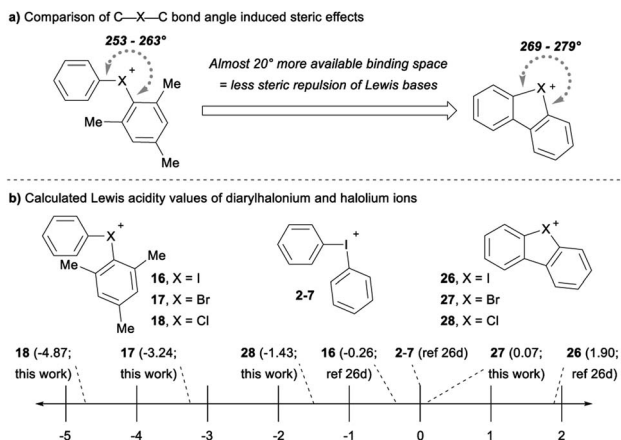 a) Comparison of C—X—C bond angle induced steric effects
253 - 263°
X+
Me
Me
Me
Almost 20° more available binding space
= less steric repulsion of Lewis bases
269 - 279°
X+
b) Calculated Lewis acidity values of diarylhalonium and halolium ions
X+
Me
Me
Me
16, X = I
17, X = Br
18, X = Cl
I+
2-7
X+
26, X = I
27, X = Br
28, X = Cl
18 (-4.87; this work)
17 (-3.24; this work)
28 (-1.43; this work)
16 (-0.26; ref 26d)
2-7 (ref 26d)
27 (0.07; this work)
26 (1.90; ref 26d)
-5 -4 -3 -2 -1 0 1 2